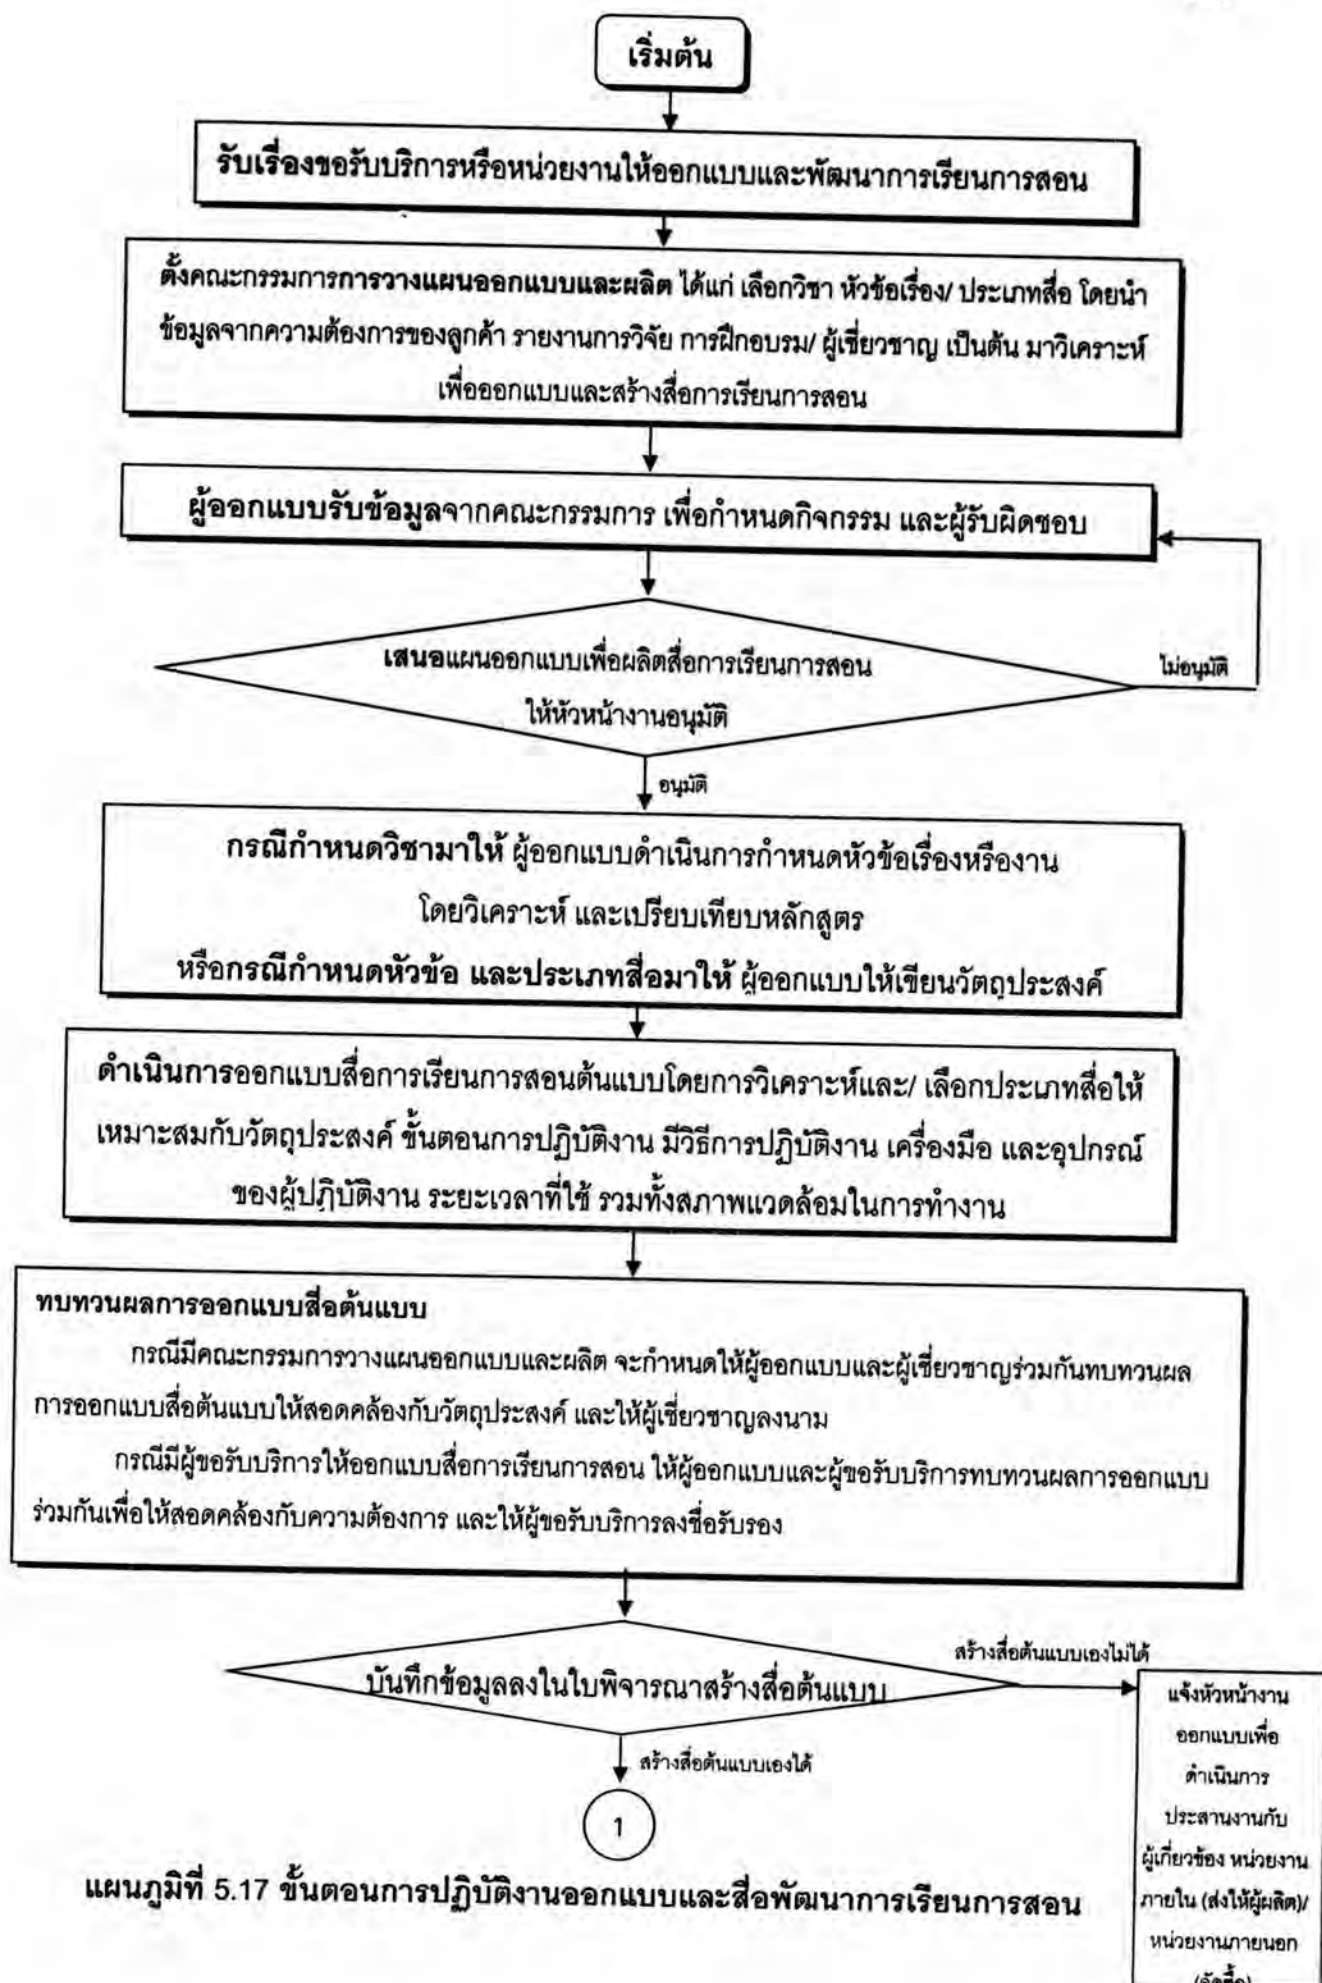 เริ่มต้น
รับเรื่องขอรับบริการหรือหน่วยงานให้ออกแบบและพัฒนาการเรียนการสอน
ตั้งคณะกรรมการการวางแผนออกแบบและผลิต ได้แก่ เลือกวิชา หัวข้อเรื่อง/ ประเภทสื่อ โดยนำ
ข้อมูลจากความต้องการของลูกค้า รายงานการวิจัย การฝึกอบรม/ ผู้เชี่ยวชาญ เป็นต้น มาวิเคราะห์
เพื่อออกแบบและสร้างสื่อการเรียนการสอน
ผู้ออกแบบรับข้อมูลจากคณะกรรมการ เพื่อกำหนดกิจกรรม และผู้รับผิดชอบ
เสนอแผนออกแบบเพื่อผลิตสื่อการเรียนการสอน
ให้หัวหน้างานอนุมัติ
ไม่อนุมัติ
อนุมัติ
กรณีกำหนดวิชามาให้ ผู้ออกแบบดำเนินการกำหนดหัวข้อเรื่องหรืองาน
โดยวิเคราะห์ และเปรียบเทียบหลักสูตร
หรือกรณีกำหนดหัวข้อ และประเภทสื่อมาให้ ผู้ออกแบบให้เขียนวัตถุประสงค์
ดำเนินการออกแบบสื่อการเรียนการสอนต้นแบบโดยการวิเคราะห์และ/ เลือกประเภทสื่อให้
เหมาะสมกับวัตถุประสงค์ ขั้นตอนการปฏิบัติงาน มีวิธีการปฏิบัติงาน เครื่องมือ และอุปกรณ์
ของผู้ปฏิบัติงาน ระยะเวลาที่ใช้ รวมทั้งสภาพแวดล้อมในการทำงาน
ทบทวนผลการออกแบบสื่อต้นแบบ
กรณีมีคณะกรรมการวางแผนออกแบบและผลิต จะกำหนดให้ผู้ออกแบบและผู้เชี่ยวชาญร่วมกันทบทวนผล
การออกแบบสื่อต้นแบบให้สอดคล้องกับวัตถุประสงค์ และให้ผู้เชี่ยวชาญลงนาม
กรณีมีผู้ขอรับบริการให้ออกแบบสื่อการเรียนการสอน ให้ผู้ออกแบบและผู้ขอรับบริการทบทวนผลการออกแบบ
ร่วมกันเพื่อให้สอดคล้องกับความต้องการ และให้ผู้ขอรับบริการลงชื่อรับรอง
บันทึกข้อมูลลงในใบพิจารณาสร้างสื่อต้นแบบ
สร้างสื่อต้นแบบเองไม่ได้
สร้างสื่อต้นแบบเองได้
1
แจ้งหัวหน้างาน
ออกแบบเพื่อ
ดำเนินการ
ประสานงานกับ
ผู้เกี่ยวข้อง หน่วยงาน
ภายใน (ส่งให้ผู้ผลิต)/
หน่วยงานภายนอก
(จัดซื้อ)
แผนภูมิที่ 5.17 ขั้นตอนการปฏิบัติงานออกแบบและสื่อพัฒนาการเรียนการสอน